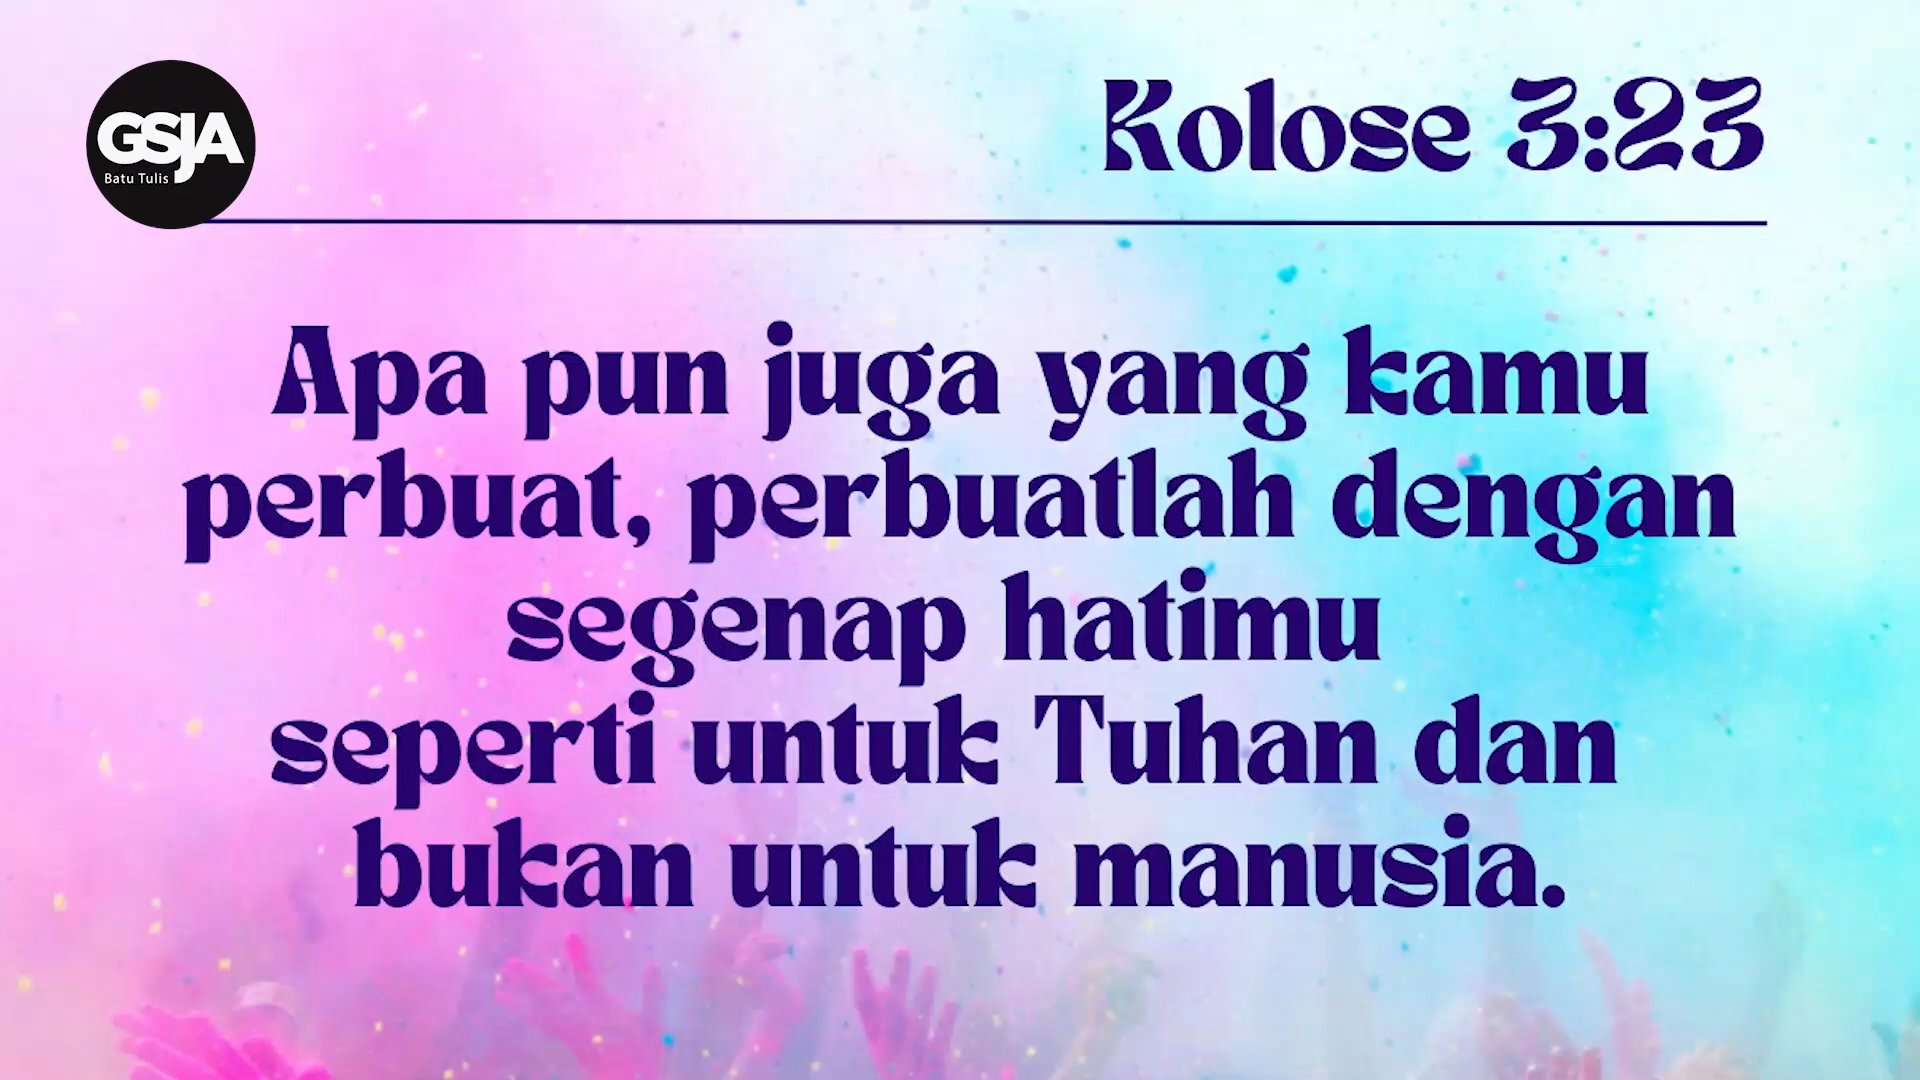 GSJA
Batu Tulis
Kolose 3:23
Apa pun juga yang kamu
perbuat, perbuatlah dengan
segenap hatimu
seperti untuk Tuhan dan
bukan untuk manusia.